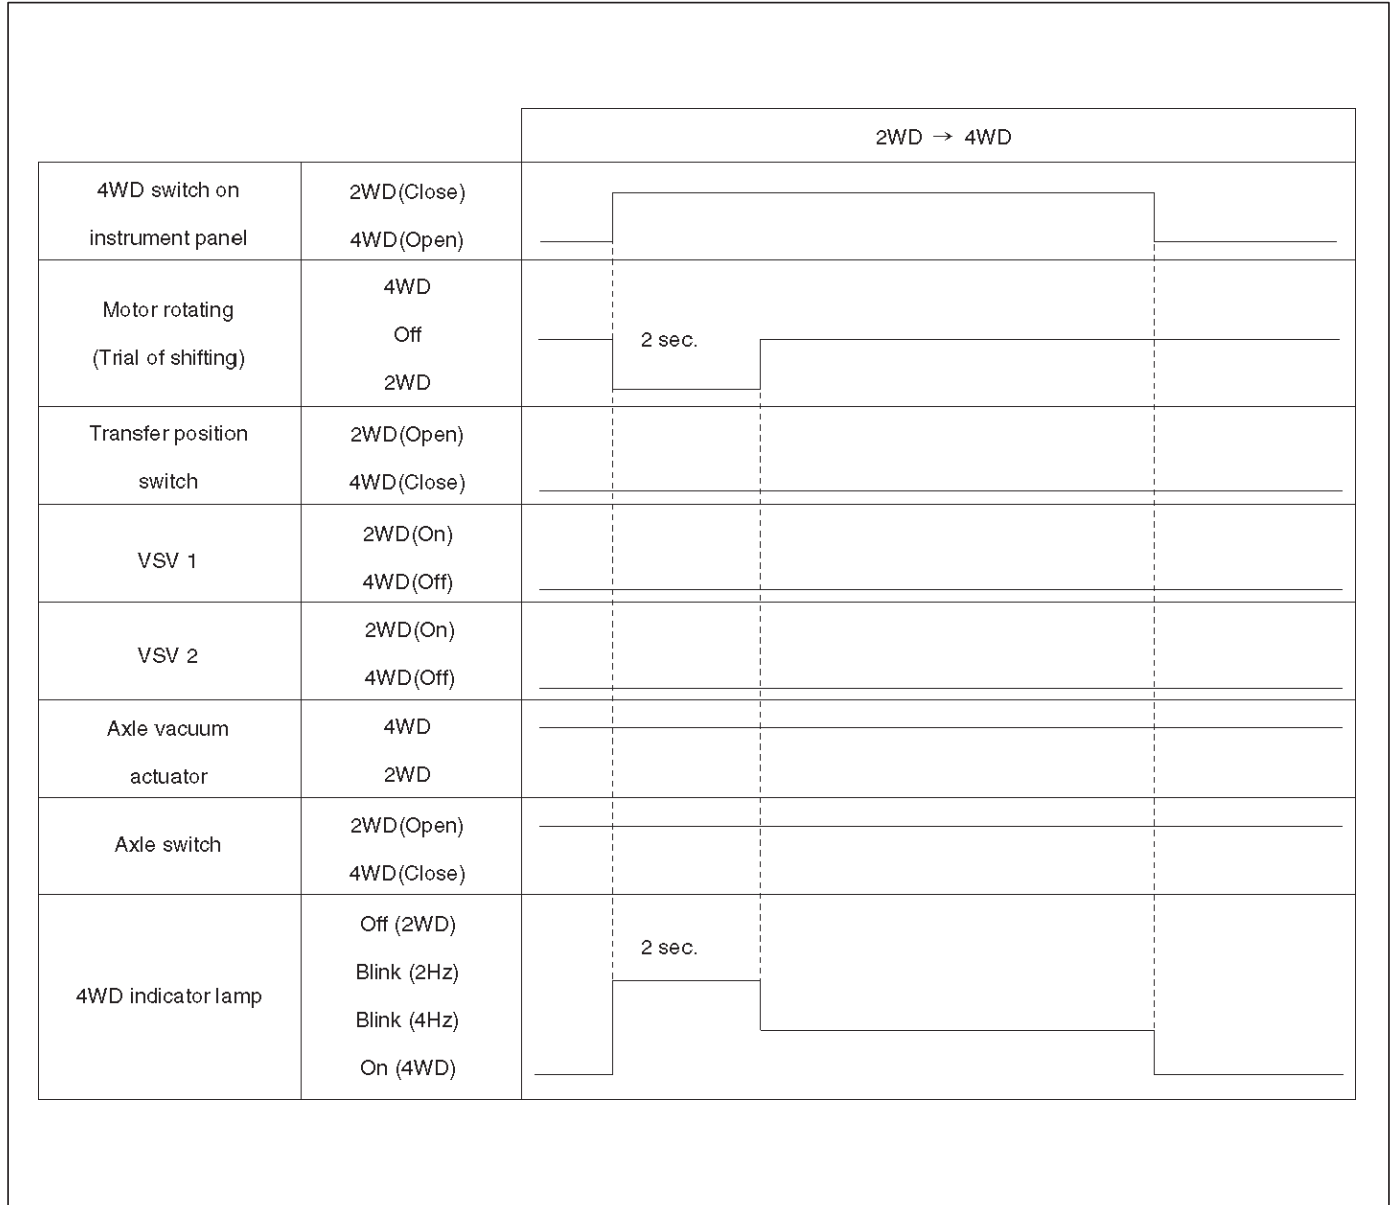 2WD → 4WD
4WD switch on
instrument panel
2WD(Close)
4WD(Open)
Motor rotating
(Trial of shifting)
4WD
Off
2WD
2 sec.
Transfer position
switch
2WD(Open)
4WD(Close)
VSV 1
2WD(On)
4WD(Off)
VSV 2
2WD(On)
4WD(Off)
Axle vacuum
actuator
4WD
2WD
Axle switch
2WD(Open)
4WD(Close)
4WD indicator lamp
Off (2WD)
Blink (2Hz)
Blink (4Hz)
On (4WD)
2 sec.